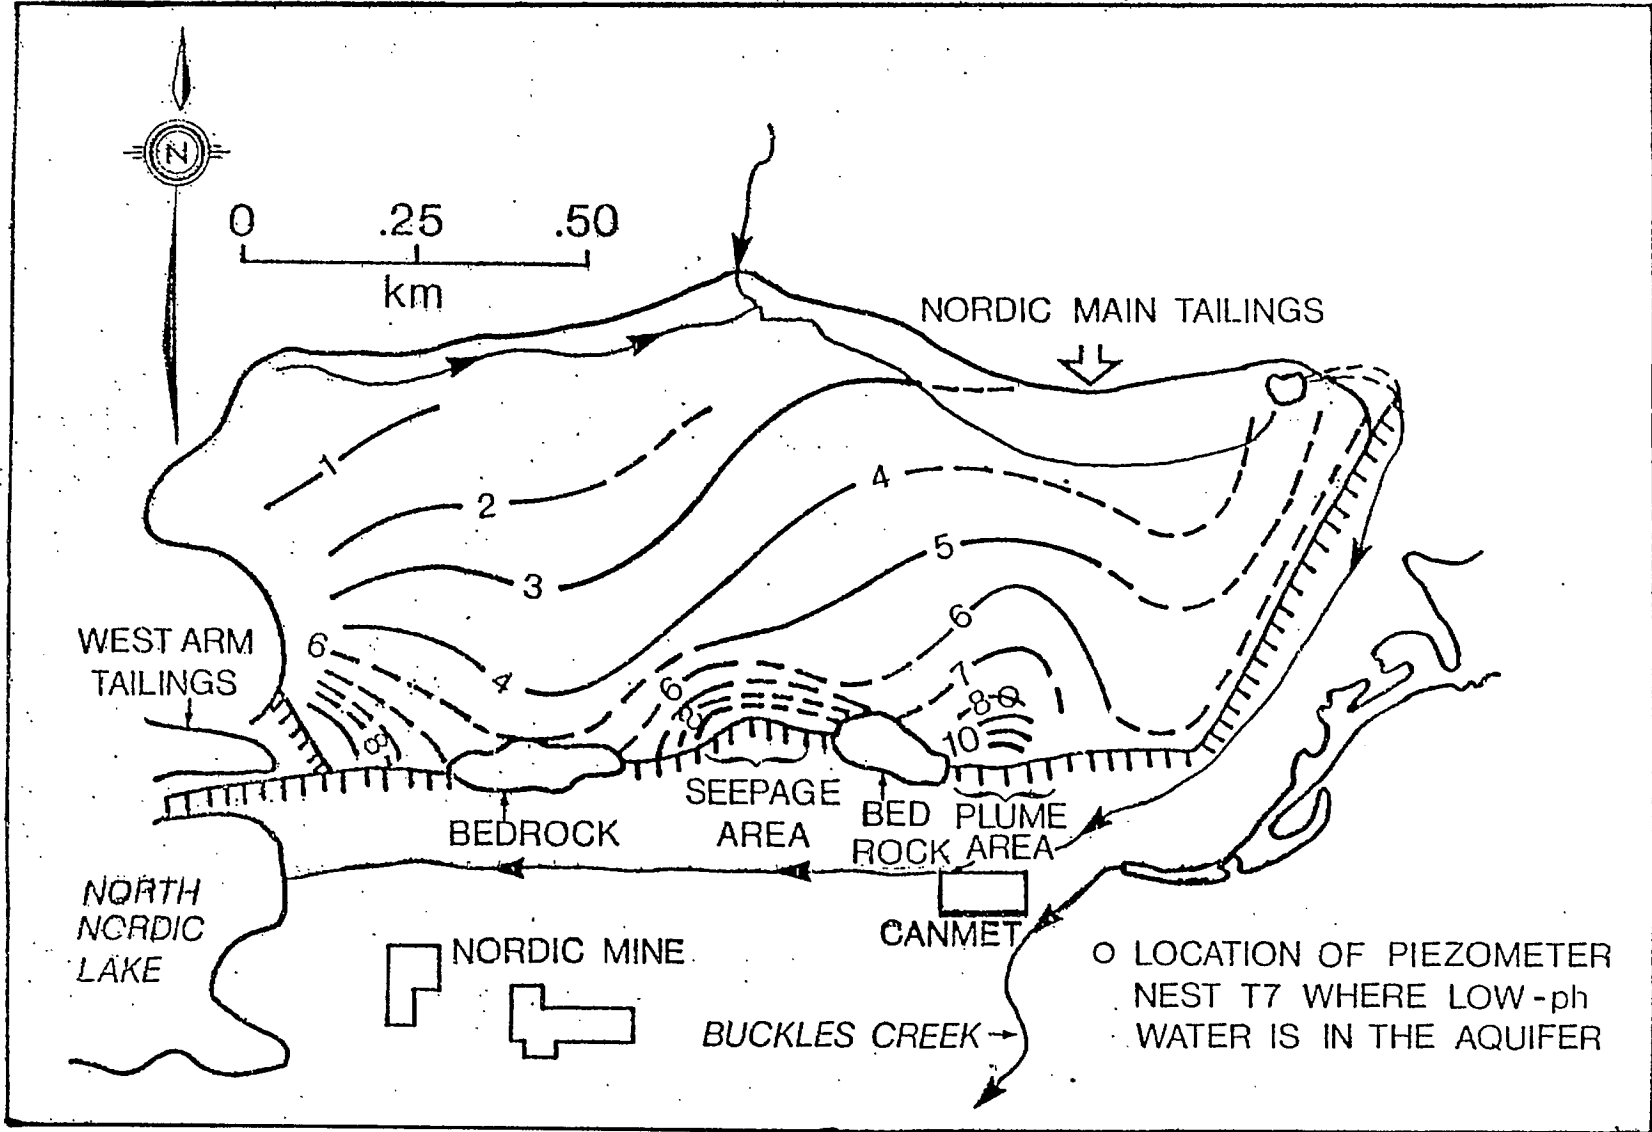 N
0 .25 .50
km
NORDIC MAIN TAILINGS
1
2
3
4
4
5
6
6
6
7
8
8
9
10
WEST ARM
TAILINGS
BEDROCK
SEEPAGE
AREA
BED
ROCK
PLUME
AREA
CANMET
NORTH
NORDIC
LAKE
NORDIC MINE
BUCKLES CREEK
O LOCATION OF PIEZOMETER
NEST T7 WHERE LOW-ph
WATER IS IN THE AQUIFER